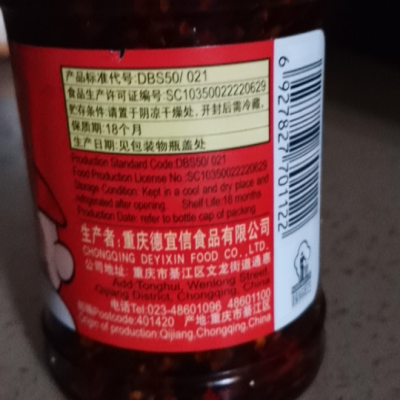 产品标准代号:DBS50/ 021
食品生产许可证编号:SC10350022220629
贮存条件:请置于阴凉干燥处,开封后需冷藏。
保质期:18个月
生产日期:见包装物瓶盖处
Production Standard Code:DBS50/ 021
Food Production License No.:SC10350022220629
Storage Condition: Kept in a cool and dry place and
refrigerated after opening. Shelf Life:18 months
Production Date: refer to bottle cap of packing
生产者:重庆德宜信食品有限公司
CHONGQING DEYIXIN FOOD CO.,LTD.
公司地址:重庆市綦江区文龙街道通惠
Add:Tonghui, Wenlong Street,
Qijiang District, Chongqing, China
电话Tel:023-48601096 48601100
邮编Postcode:401420 产地:重庆市綦江区
Origin of production:Qijiang,Chongqing,China
6 927827 701122